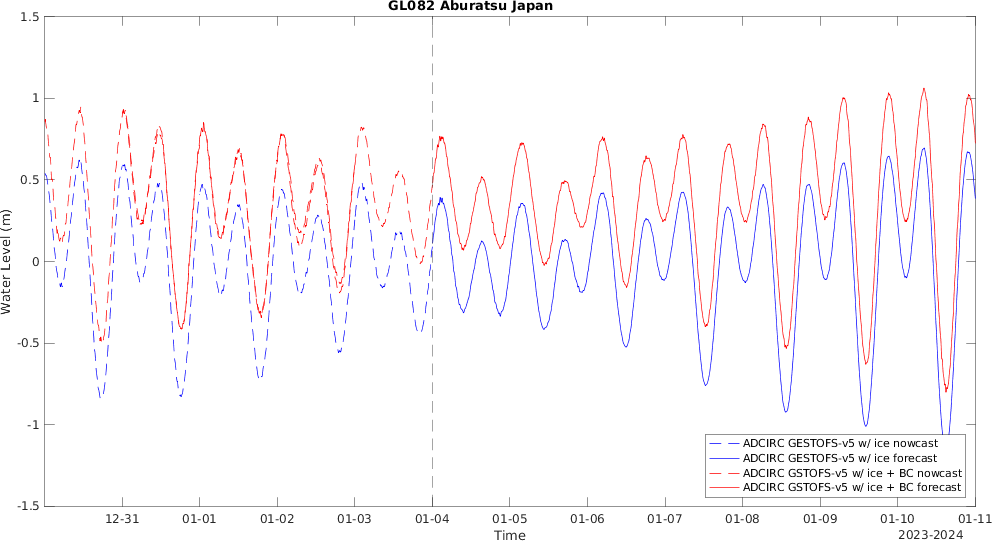 GL082 Aburatsu Japan
Water Level (m)
1.5
1
0.5
0
-0.5
-1
-1.5
ADCIRC GESTOFS-v5 w/ ice nowcast
ADCIRC GESTOFS-v5 w/ ice forecast
ADCIRC GSTOFS-v5 w/ ice + BC nowcast
ADCIRC GSTOFS-v5 w/ ice + BC forecast
12-31 01-01 01-02 01-03 01-04 01-05 01-06 01-07 01-08 01-09 01-10 01-11
Time
2023-2024